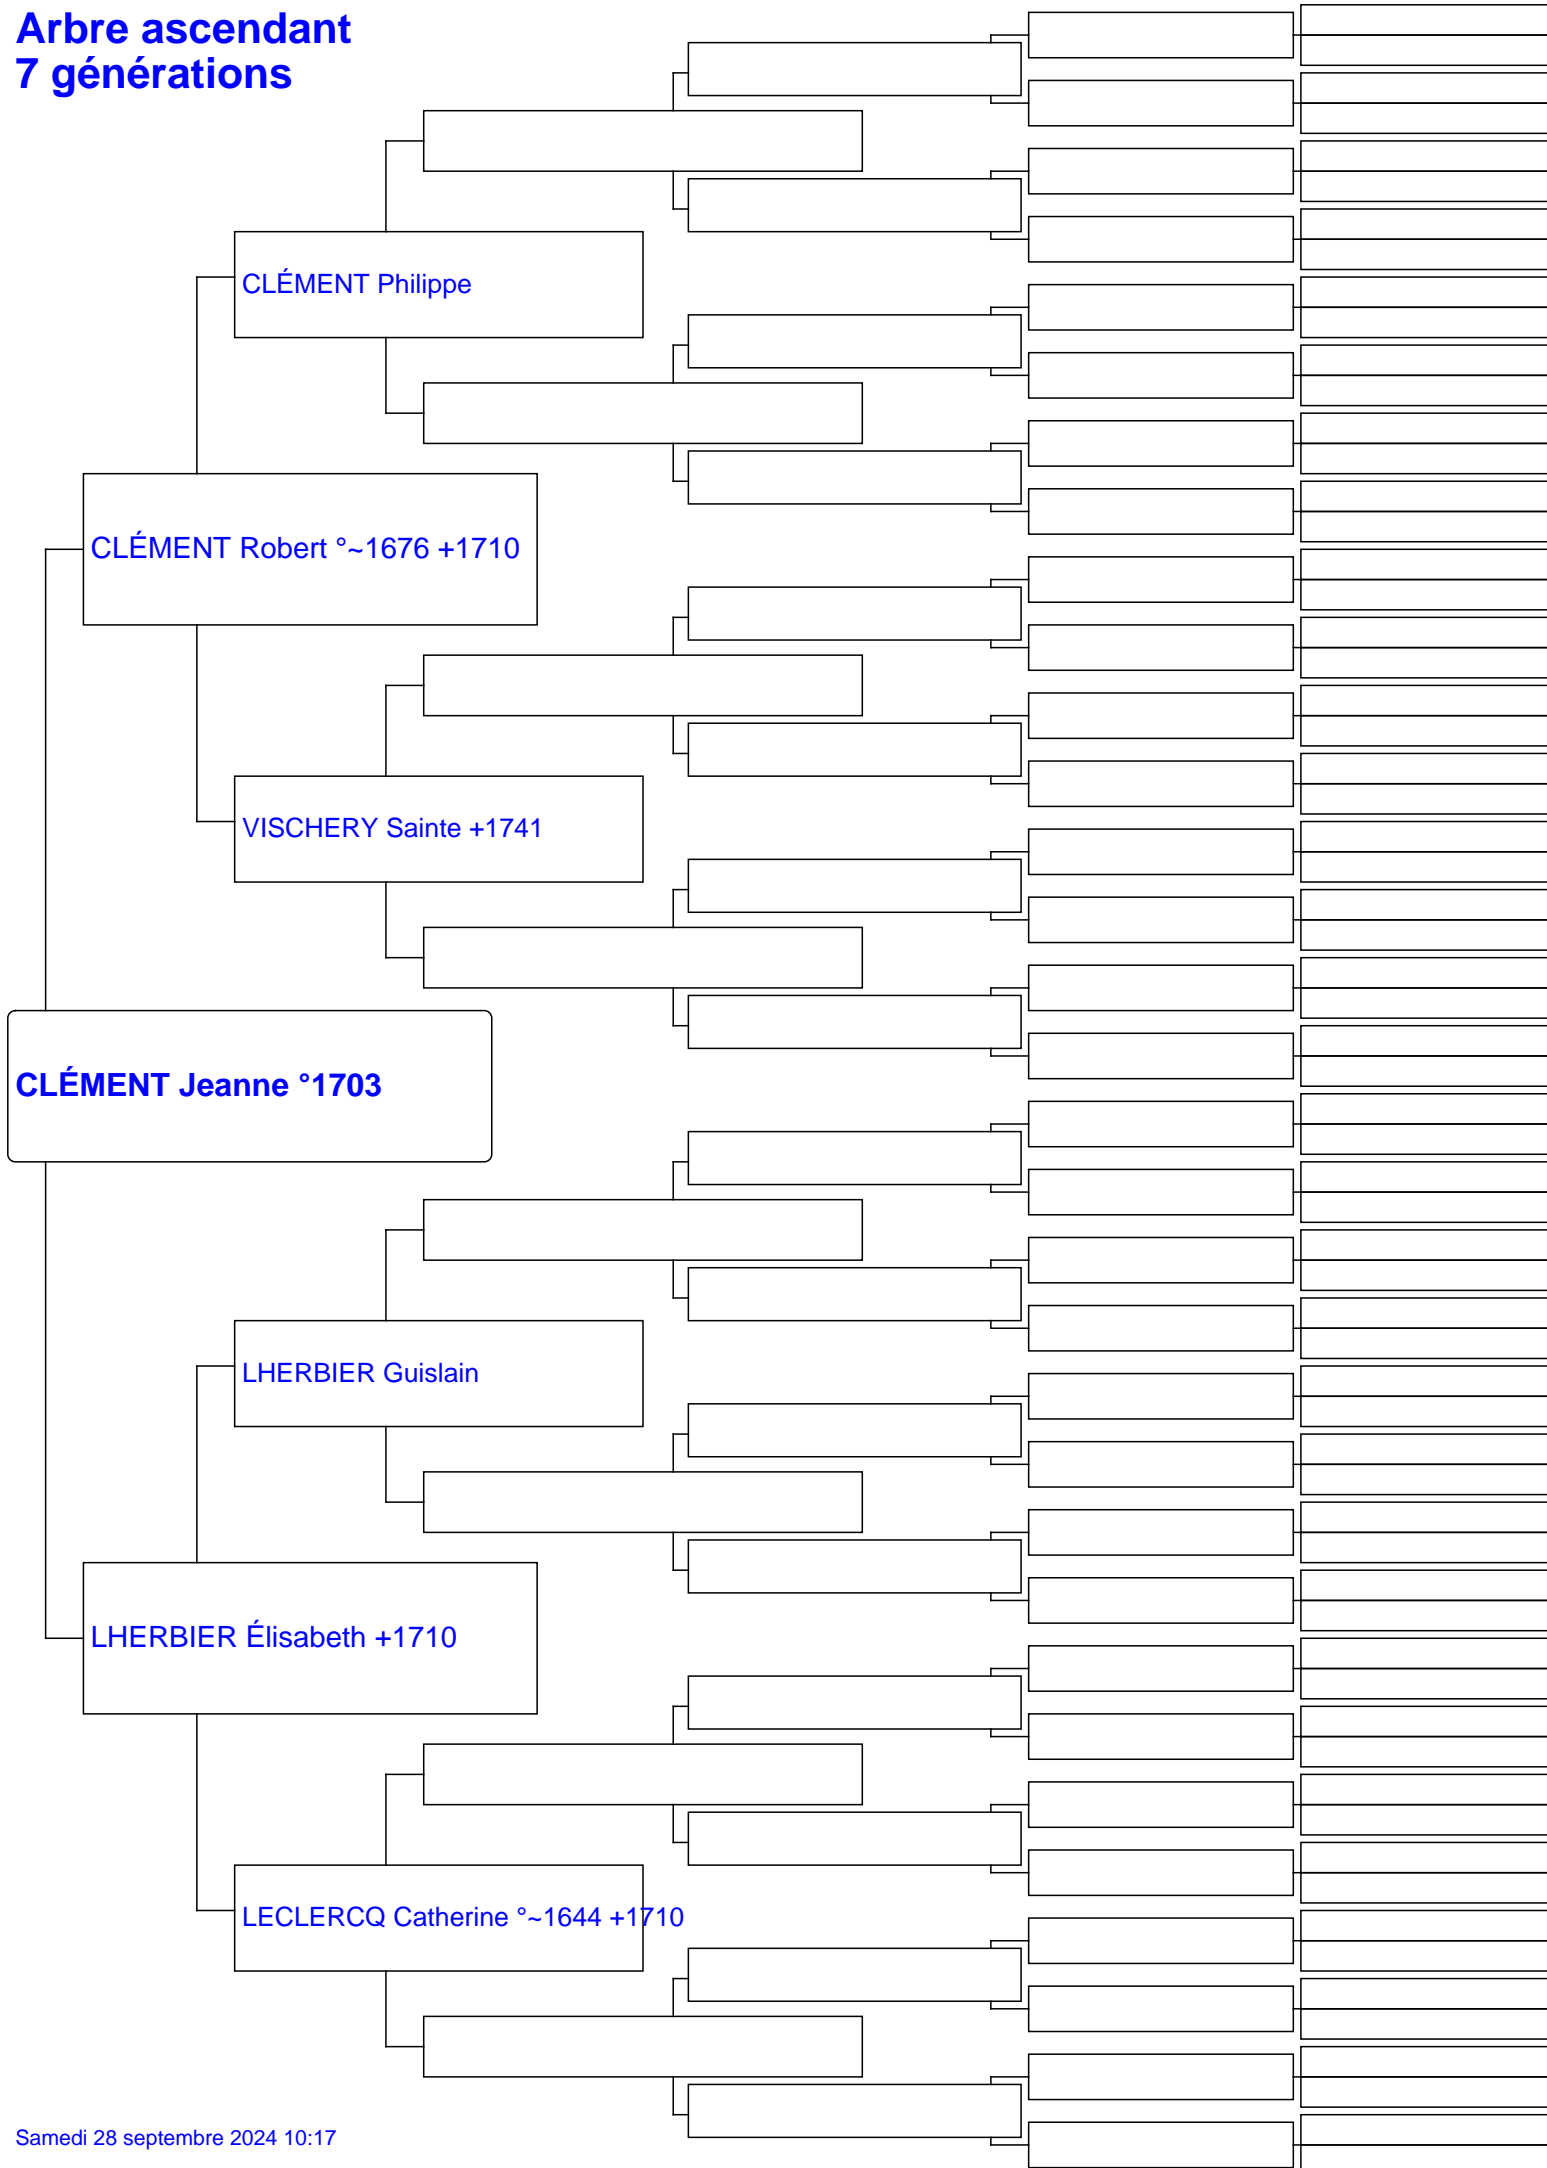 Arbre ascendant
7 générations
CLÉMENT Philippe
CLÉMENT Robert °~1676 +1710
VISCHERY Sainte +1741
CLÉMENT Jeanne °1703
LHERBIER Guislain
LHERBIER Élisabeth +1710
LECLERCQ Catherine °~1644 +1710
Samedi 28 septembre 2024 10:17